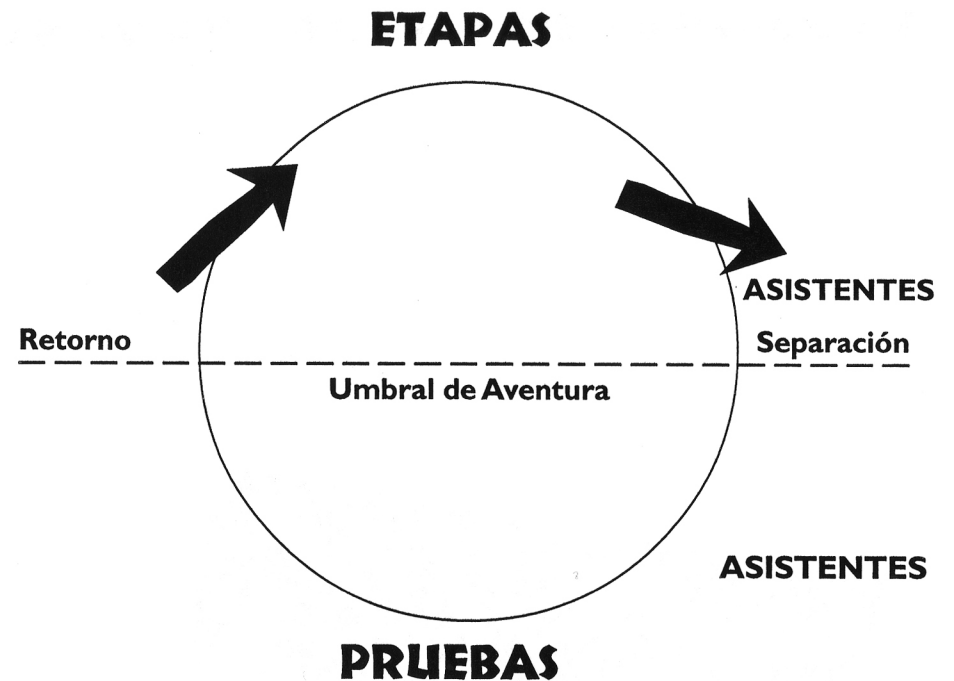 ETAPAS
ASISTENTES
Retorno
Separación
Umbral de Aventura
ASISTENTES
PRUEBAS